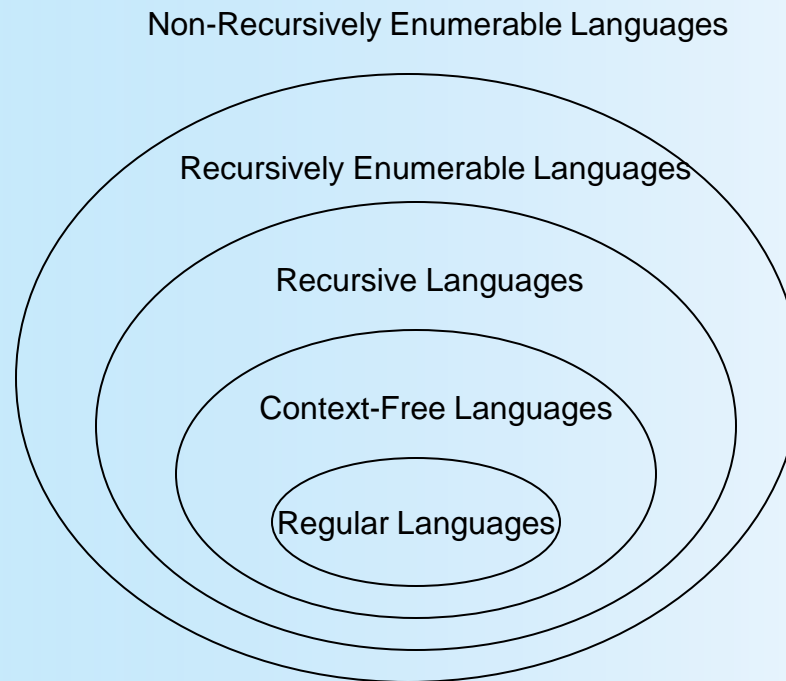 Non-Recursively Enumerable Languages
Recursively Enumerable Languages
Recursive Languages
Context-Free Languages
Regular Languages